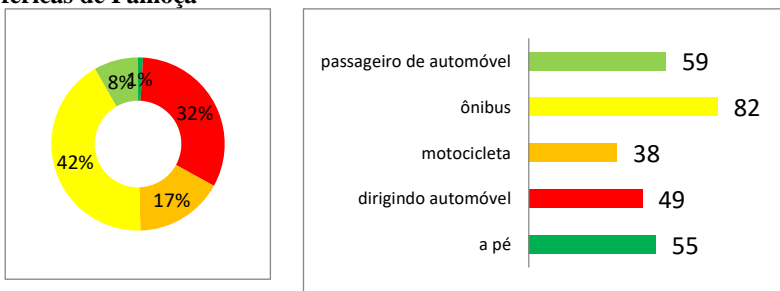 8%
1%
32%
42%
17%
passageiro de automóvel
59
ônibus
82
motocicleta
38
dirigindo automóvel
49
a pé
55